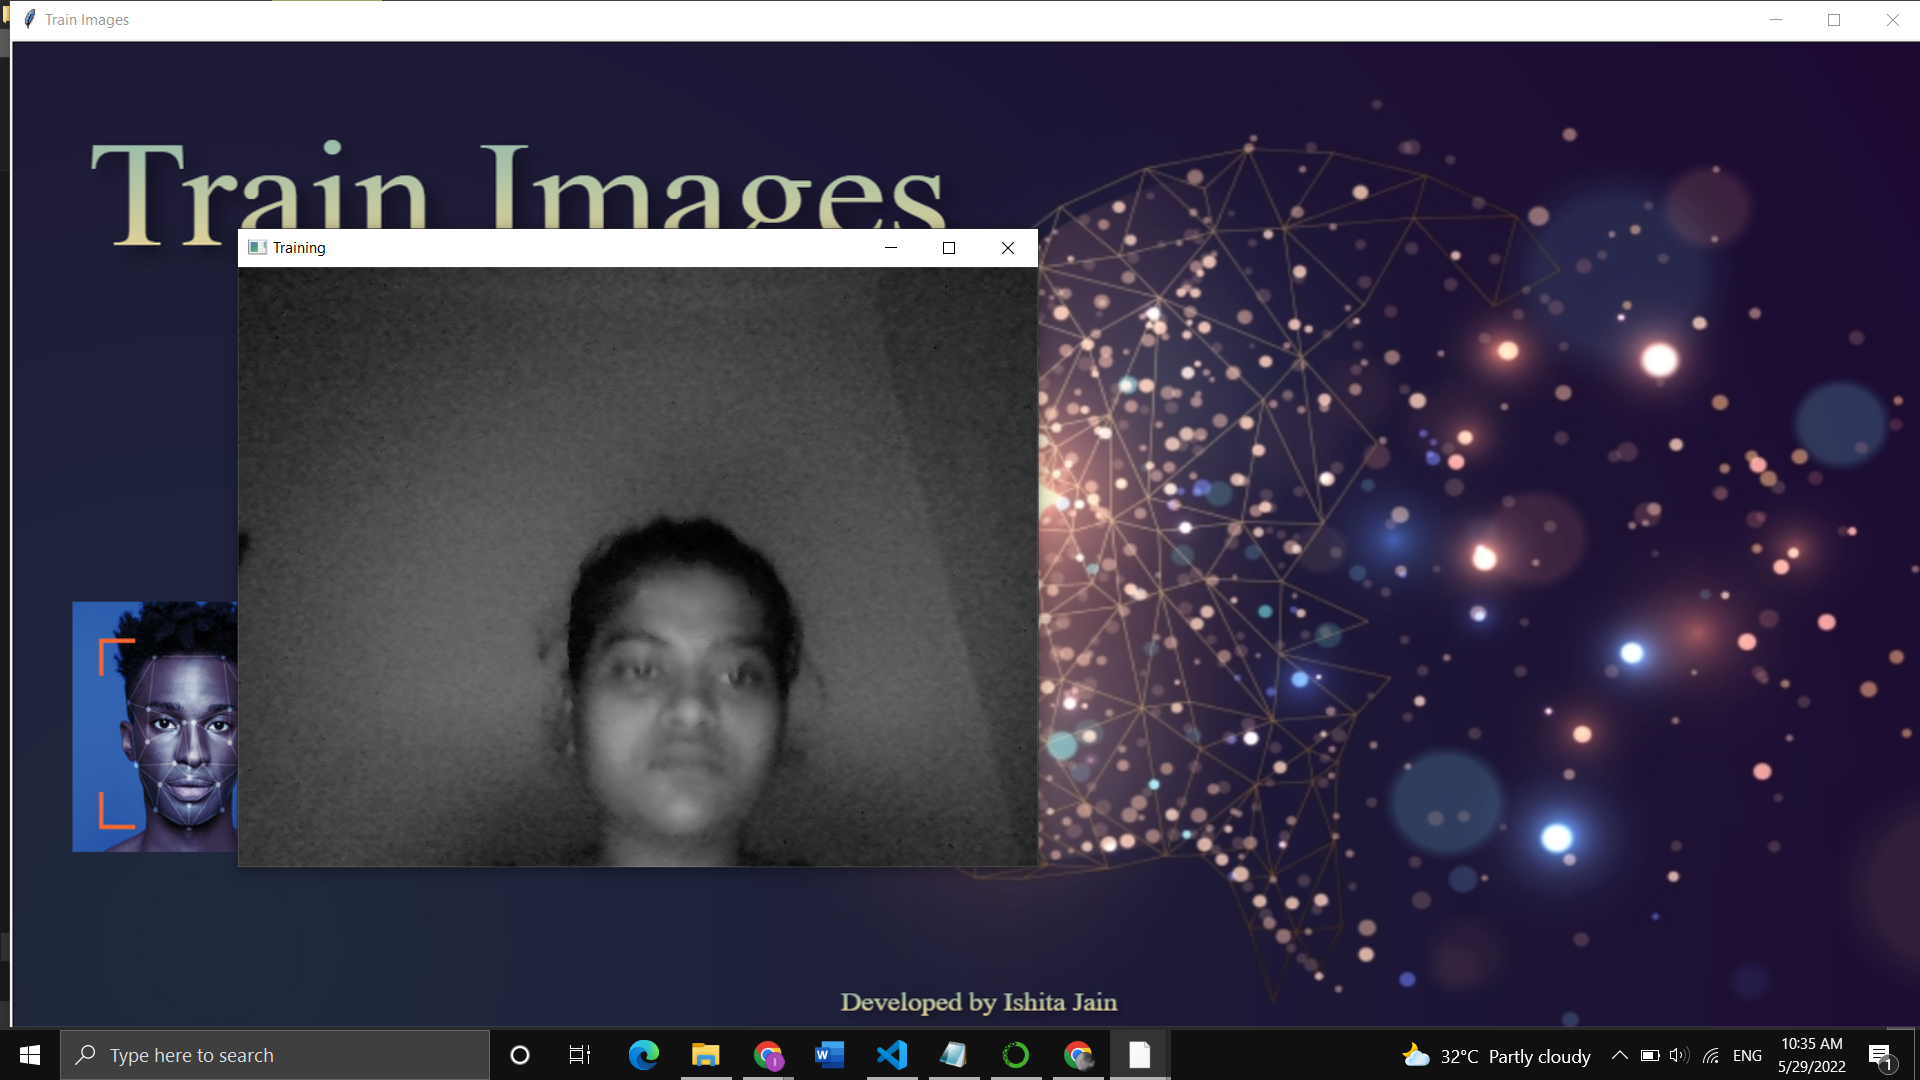 Train Images
Train Images
Training
Developed by Ishita Jain
Type here to search
32°C Partly cloudy
ENG
10:35 AM
5/29/2022
1